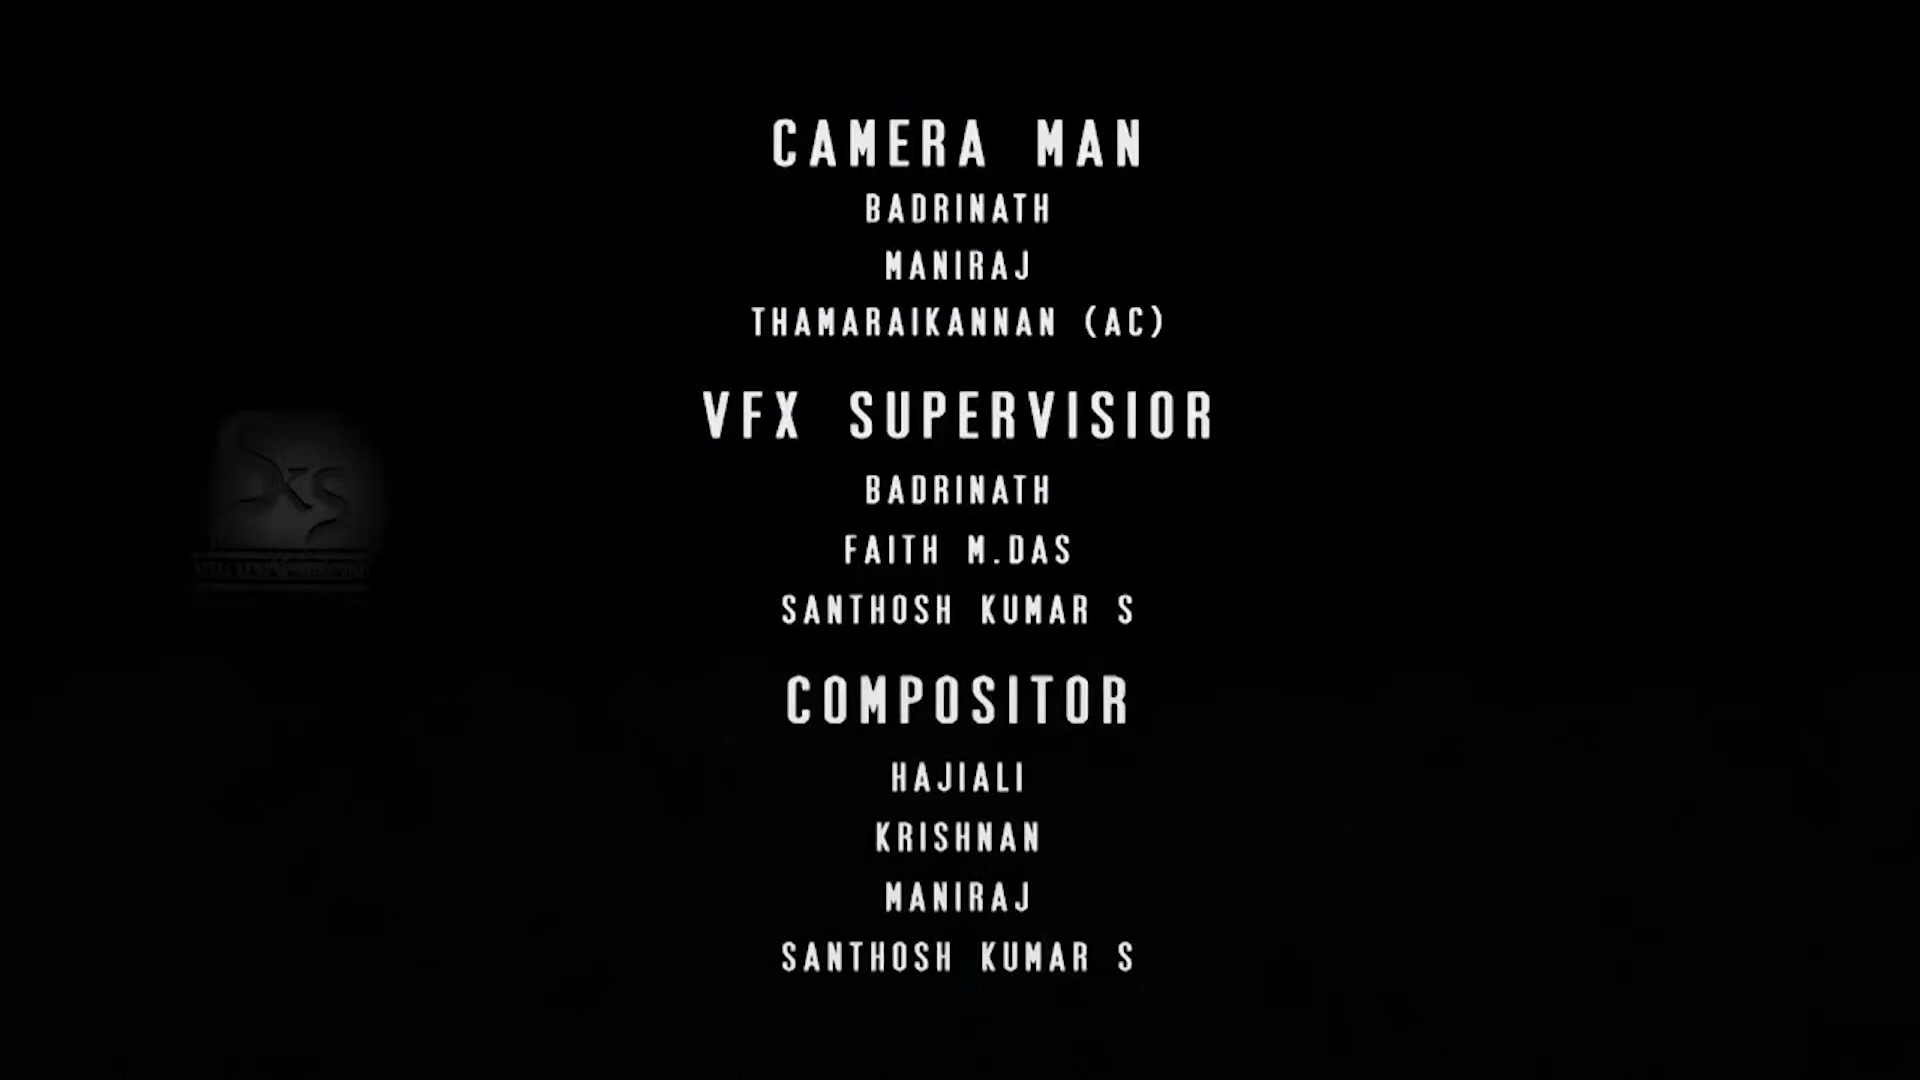 CAMERA MAN
BADRINATH
MANIRAJ
THAMARAIKANNAN (AC)
VFX SUPERVISIOR
BADRINATH
FAITH M.DAS
SANTHOSH KUMAR S
COMPOSITOR
HAJIALI
KRISHNAN
MANIRAJ
SANTHOSH KUMAR S